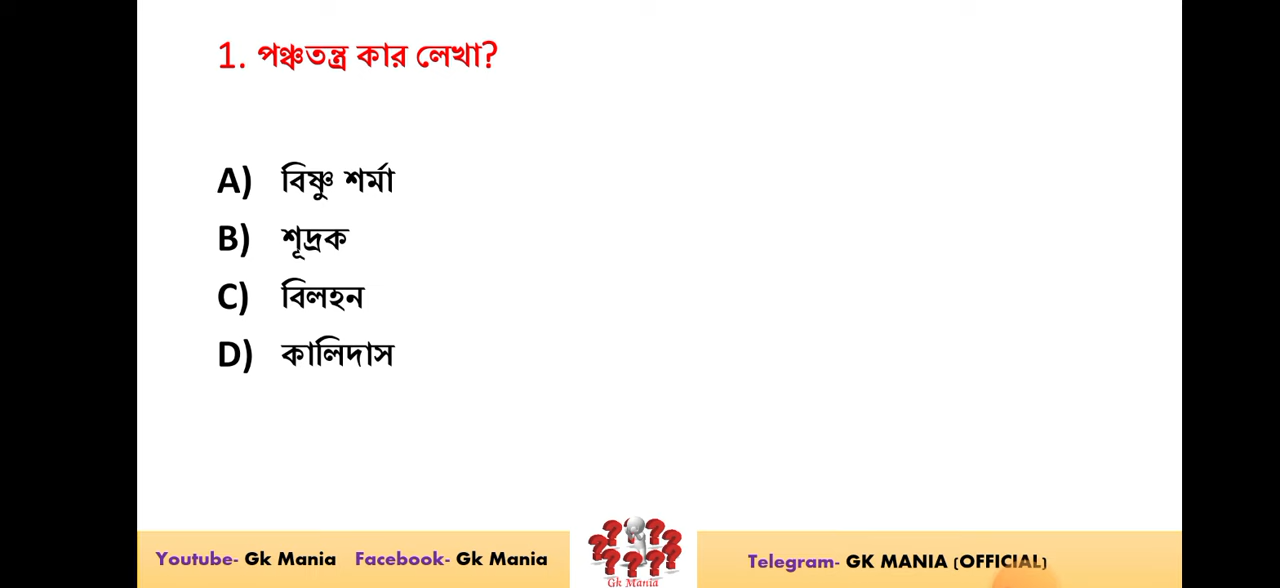 1. পঞ্চতন্ত্র কার লেখা?
A) বিষ্ণু শর্মা
B) শূদ্রক
C) বিলহন
D) কালিদাস
Youtube- Gk Mania Facebook- Gk Mania
Gk Mania
Telegram- GK MANIA (OFFICIAL)